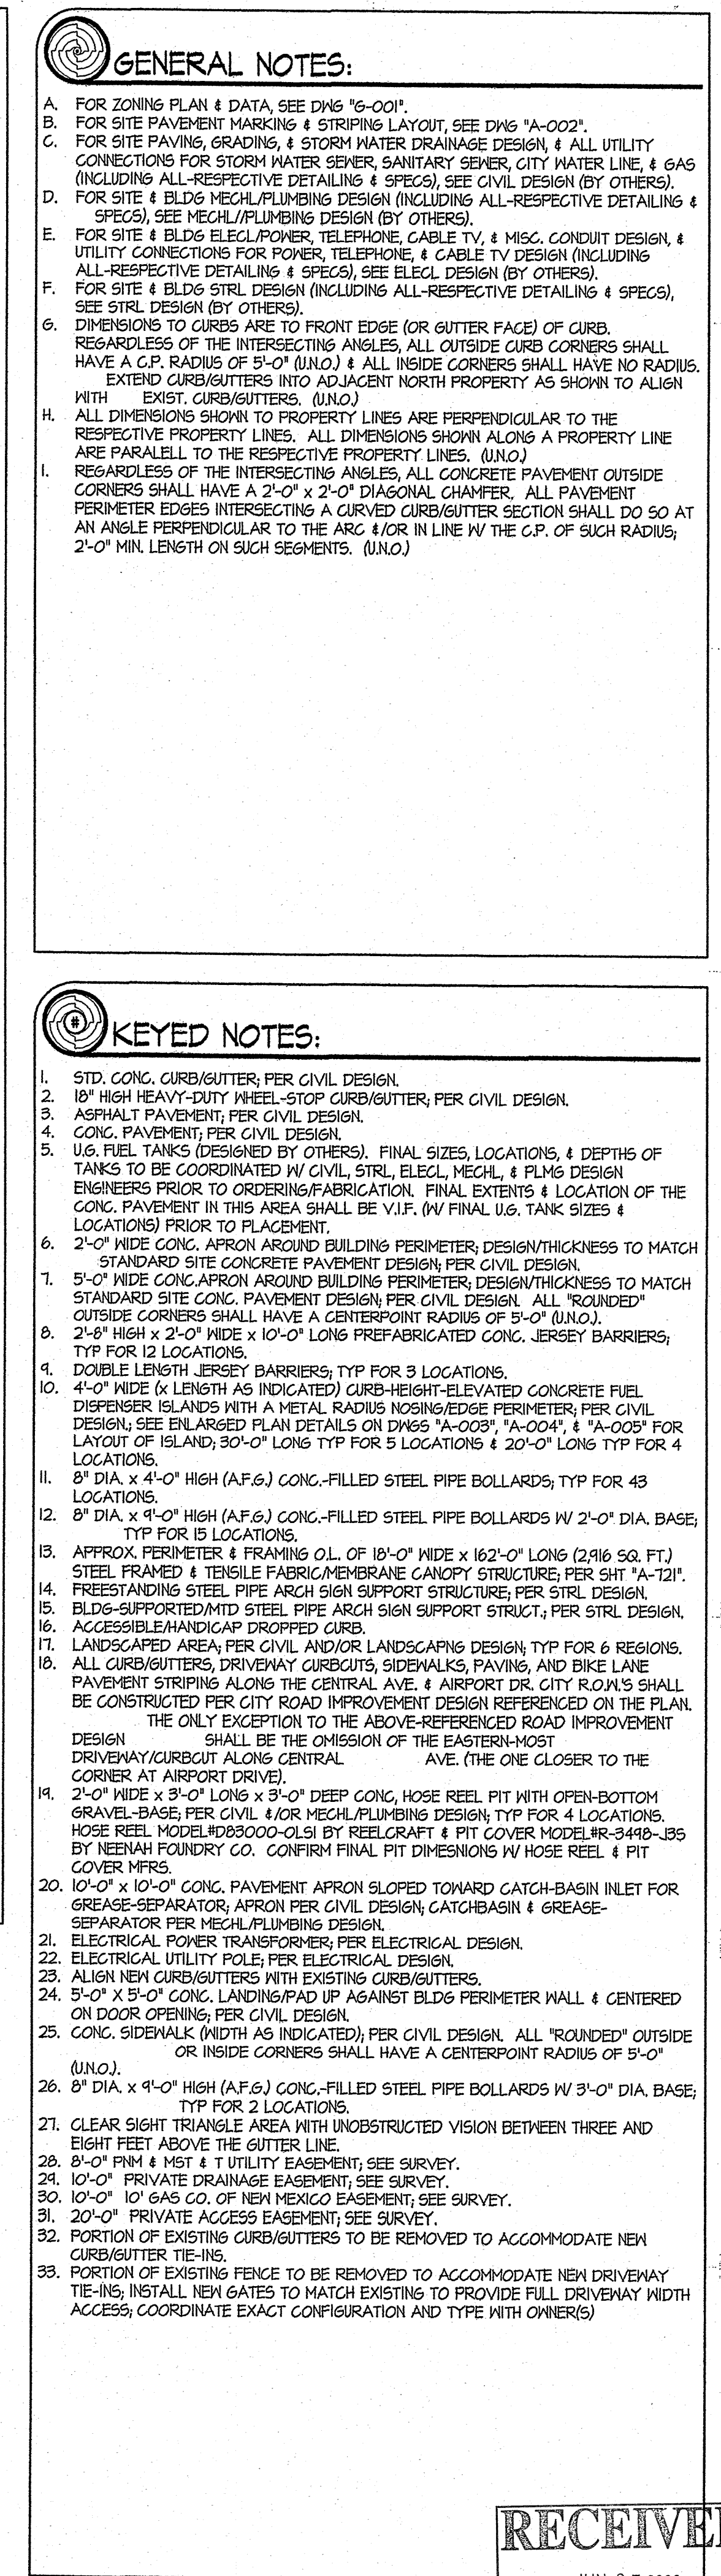 GENERAL NOTES:
A. FOR ZONING PLAN & DATA, SEE DWG "G-001".
B. FOR SITE PAVEMENT MARKING & STRIPING LAYOUT, SEE DWG "A-002".
C. FOR SITE PAVING, GRADING, & STORM WATER DRAINAGE DESIGN, & ALL UTILITY
CONNECTIONS FOR STORM WATER SEWER, SANITARY SEWER, CITY WATER LINE, & GAS
(INCLUDING ALL-RESPECTIVE DETAILING & SPECS), SEE CIVIL DESIGN (BY OTHERS).
D. FOR SITE & BLDG MECHL/PLUMBING DESIGN (INCLUDING ALL-RESPECTIVE DETAILING &
SPECS), SEE MECHL//PLUMBING DESIGN (BY OTHERS).
E. FOR SITE & BLDG ELECL/POWER, TELEPHONE, CABLE TV, & MISC. CONDUIT DESIGN, &
UTILITY CONNECTIONS FOR POWER, TELEPHONE, & CABLE TV DESIGN (INCLUDING
ALL-RESPECTIVE DETAILING & SPECS), SEE ELECL DESIGN (BY OTHERS).
F. FOR SITE & BLDG STRL DESIGN (INCLUDING ALL-RESPECTIVE DETAILING & SPECS),
SEE STRL DESIGN (BY OTHERS).
G. DIMENSIONS TO CURBS ARE TO FRONT EDGE (OR GUTTER FACE) OF CURB.
REGARDLESS OF THE INTERSECTING ANGLES, ALL OUTSIDE CURB CORNERS SHALL
HAVE A C.P. RADIUS OF 5'-0" (U.N.O.) & ALL INSIDE CORNERS SHALL HAVE NO RADIUS.
EXTEND CURB/GUTTERS INTO ADJACENT NORTH PROPERTY AS SHOWN TO ALIGN
WITH EXIST. CURB/GUTTERS. (U.N.O.)
H. ALL DIMENSIONS SHOWN TO PROPERTY LINES ARE PERPENDICULAR TO THE
RESPECTIVE PROPERTY LINES. ALL DIMENSIONS SHOWN ALONG A PROPERTY LINE
ARE PARALELL TO THE RESPECTIVE PROPERTY LINES. (U.N.O.)
I. REGARDLESS OF THE INTERSECTING ANGLES, ALL CONCRETE PAVEMENT OUTSIDE
CORNERS SHALL HAVE A 2'-0" x 2'-0" DIAGONAL CHAMFER. ALL PAVEMENT
PERIMETER EDGES INTERSECTING A CURVED CURB/GUTTER SECTION SHALL DO SO AT
AN ANGLE PERPENDICULAR TO THE ARC &/OR IN LINE W/ THE C.P. OF SUCH RADIUS;
2'-0" MIN. LENGTH ON SUCH SEGMENTS. (U.N.O.)
# KEYED NOTES:
1. STD. CONC. CURB/GUTTER; PER CIVIL DESIGN.
2. 18" HIGH HEAVY-DUTY WHEEL-STOP CURB/GUTTER; PER CIVIL DESIGN.
3. ASPHALT PAVEMENT; PER CIVIL DESIGN.
4. CONC. PAVEMENT; PER CIVIL DESIGN.
5. U.G. FUEL TANKS (DESIGNED BY OTHERS). FINAL SIZES, LOCATIONS, & DEPTHS OF
TANKS TO BE COORDINATED W/ CIVIL, STRL, ELECL, MECHL, & PLMG DESIGN
ENGINEERS PRIOR TO ORDERING/FABRICATION. FINAL EXTENTS & LOCATION OF THE
CONC. PAVEMENT IN THIS AREA SHALL BE V.I.F. (W/ FINAL U.G. TANK SIZES &
LOCATIONS) PRIOR TO PLACEMENT.
6. 2'-0" WIDE CONC. APRON AROUND BUILDING PERIMETER; DESIGN/THICKNESS TO MATCH
STANDARD SITE CONCRETE PAVEMENT DESIGN; PER CIVIL DESIGN.
7. 5'-0" WIDE CONC.APRON AROUND BUILDING PERIMETER; DESIGN/THICKNESS TO MATCH
STANDARD SITE CONC. PAVEMENT DESIGN; PER CIVIL DESIGN. ALL "ROUNDED"
OUTSIDE CORNERS SHALL HAVE A CENTERPOINT RADIUS OF 5'-0" (U.N.O.).
8. 2'-8" HIGH x 2'-0" WIDE x 10'-0" LONG PREFABRICATED CONC. JERSEY BARRIERS;
TYP FOR 12 LOCATIONS.
9. DOUBLE LENGTH JERSEY BARRIERS; TYP FOR 3 LOCATIONS.
10. 4'-0" WIDE (x LENGTH AS INDICATED) CURB-HEIGHT-ELEVATED CONCRETE FUEL
DISPENSER ISLANDS WITH A METAL RADIUS NOSING/EDGE PERIMETER; PER CIVIL
DESIGN.; SEE ENLARGED PLAN DETAILS ON DWGS "A-003", "A-004", & "A-005" FOR
LAYOUT OF ISLAND; 30'-0" LONG TYP FOR 5 LOCATIONS & 20'-0" LONG TYP FOR 4
LOCATIONS.
11. 8" DIA. x 4'-0" HIGH (A.F.G.) CONC.-FILLED STEEL PIPE BOLLARDS; TYP FOR 43
LOCATIONS.
12. 8" DIA. x 9'-0" HIGH (A.F.G.) CONC.-FILLED STEEL PIPE BOLLARDS W/ 2'-0" DIA. BASE;
TYP FOR 15 LOCATIONS.
13. APPROX. PERIMETER & FRAMING O.L. OF 18'-0" WIDE x 162'-0" LONG (2,916 SQ. FT.)
STEEL FRAMED & TENSILE FABRIC/MEMBRANE CANOPY STRUCTURE; PER SHT "A-721".
14. FREESTANDING STEEL PIPE ARCH SIGN SUPPORT STRUCTURE; PER STRL DESIGN.
15. BLDG-SUPPORTED/MTD STEEL PIPE ARCH SIGN SUPPORT STRUCT.; PER STRL DESIGN.
16. ACCESSIBLE/HANDICAP DROPPED CURB.
17. LANDSCAPED AREA; PER CIVIL AND/OR LANDSCAPNG DESIGN; TYP FOR 6 REGIONS.
18. ALL CURB/GUTTERS, DRIVEWAY CURBCUTS, SIDEWALKS, PAVING, AND BIKE LANE
PAVEMENT STRIPING ALONG THE CENTRAL AVE. & AIRPORT DR. CITY R.O.W.'S SHALL
BE CONSTRUCTED PER CITY ROAD IMPROVEMENT DESIGN REFERENCED ON THE PLAN.
THE ONLY EXCEPTION TO THE ABOVE-REFERENCED ROAD IMPROVEMENT
DESIGN SHALL BE THE OMISSION OF THE EASTERN-MOST
DRIVEWAY/CURBCUT ALONG CENTRAL AVE. (THE ONE CLOSER TO THE
CORNER AT AIRPORT DRIVE).
19. 2'-0" WIDE x 3'-0" LONG x 3'-0" DEEP CONC, HOSE REEL PIT WITH OPEN-BOTTOM
GRAVEL-BASE; PER CIVIL &/OR MECHL/PLUMBING DESIGN; TYP FOR 4 LOCATIONS.
HOSE REEL MODEL#D83000-OLSI BY REELCRAFT & PIT COVER MODEL#R-3498-J35
BY NEENAH FOUNDRY CO. CONFIRM FINAL PIT DIMESNIONS W/ HOSE REEL & PIT
COVER MFRS.
20. 10'-0" x 10'-0" CONC. PAVEMENT APRON SLOPED TOWARD CATCH-BASIN INLET FOR
GREASE-SEPARATOR; APRON PER CIVIL DESIGN; CATCHBASIN & GREASE-
SEPARATOR PER MECHL/PLUMBING DESIGN.
21. ELECTRICAL POWER TRANSFORMER; PER ELECTRICAL DESIGN.
22. ELECTRICAL UTILITY POLE; PER ELECTRICAL DESIGN.
23. ALIGN NEW CURB/GUTTERS WITH EXISTING CURB/GUTTERS.
24. 5'-0" X 5'-0" CONC. LANDING/PAD UP AGAINST BLDG PERIMETER WALL & CENTERED
ON DOOR OPENING; PER CIVIL DESIGN.
25. CONC. SIDEWALK (WIDTH AS INDICATED); PER CIVIL DESIGN. ALL "ROUNDED" OUTSIDE
OR INSIDE CORNERS SHALL HAVE A CENTERPOINT RADIUS OF 5'-0"
(U.N.O.).
26. 8" DIA. x 9'-0" HIGH (A.F.G.) CONC.-FILLED STEEL PIPE BOLLARDS W/ 3'-0" DIA. BASE;
TYP FOR 2 LOCATIONS.
27. CLEAR SIGHT TRIANGLE AREA WITH UNOBSTRUCTED VISION BETWEEN THREE AND
EIGHT FEET ABOVE THE GUTTER LINE.
28. 8'-0" PNM & MST & T UTILITY EASEMENT; SEE SURVEY.
29. 10'-0" PRIVATE DRAINAGE EASEMENT; SEE SURVEY.
30. 10'-0" 10' GAS CO. OF NEW MEXICO EASEMENT; SEE SURVEY.
31. 20'-0" PRIVATE ACCESS EASEMENT; SEE SURVEY.
32. PORTION OF EXISTING CURB/GUTTERS TO BE REMOVED TO ACCOMMODATE NEW
CURB/GUTTER TIE-INS.
33. PORTION OF EXISTING FENCE TO BE REMOVED TO ACCOMMODATE NEW DRIVEWAY
TIE-INS; INSTALL NEW GATES TO MATCH EXISTING TO PROVIDE FULL DRIVEWAY WIDTH
ACCESS; COORDINATE EXACT CONFIGURATION AND TYPE WITH OWNER(S)
RECEIVE